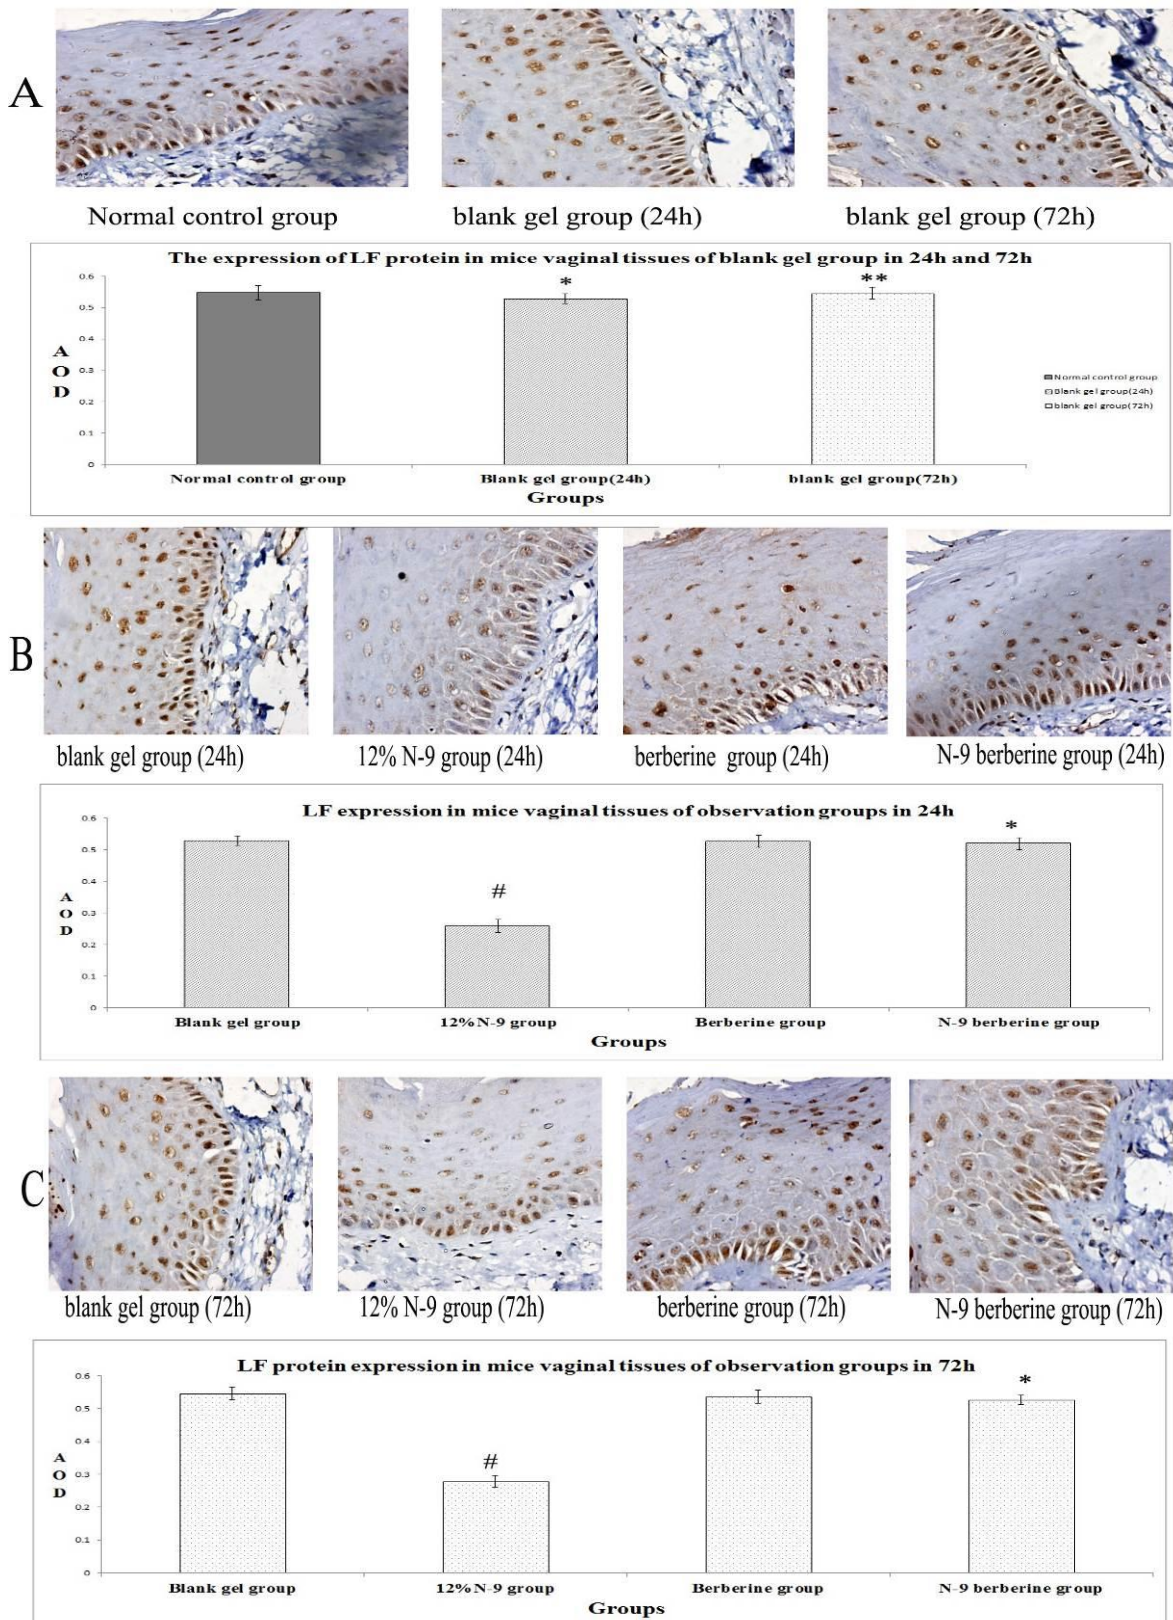 A
Normal control group
blank gel group (24h)
blank gel group (72h)
The expression of LF protein in mice vaginal tissues of blank gel group in 24h and 72h
0.6
0.5
0.4
0.3
0.2
0.1
0
AOD
*
**
Normal control group
Blank gel group(24h)
blank gel group(72h)
Normal control group
Blank gel group(24h)
blank gel group(72h)
Groups
B
blank gel group (24h)
12% N-9 group (24h)
berberine group (24h)
N-9 berberine group (24h)
LF expression in mice vaginal tissues of observation groups in 24h
0.6
0.5
0.4
0.3
0.2
0.1
0
AOD
#
*
Blank gel group
12%N-9 group
Berberine group
N-9 berberine group
Groups
C
blank gel group (72h)
12% N-9 group (72h)
berberine group (72h)
N-9 berberine group (72h)
LF protein expression in mice vaginal tissues of observation groups in 72h
0.6
0.5
0.4
0.3
0.2
0.1
0
AOD
#
*
Blank gel group
12%N-9 group
Berberine group
N-9 berberine group
Groups